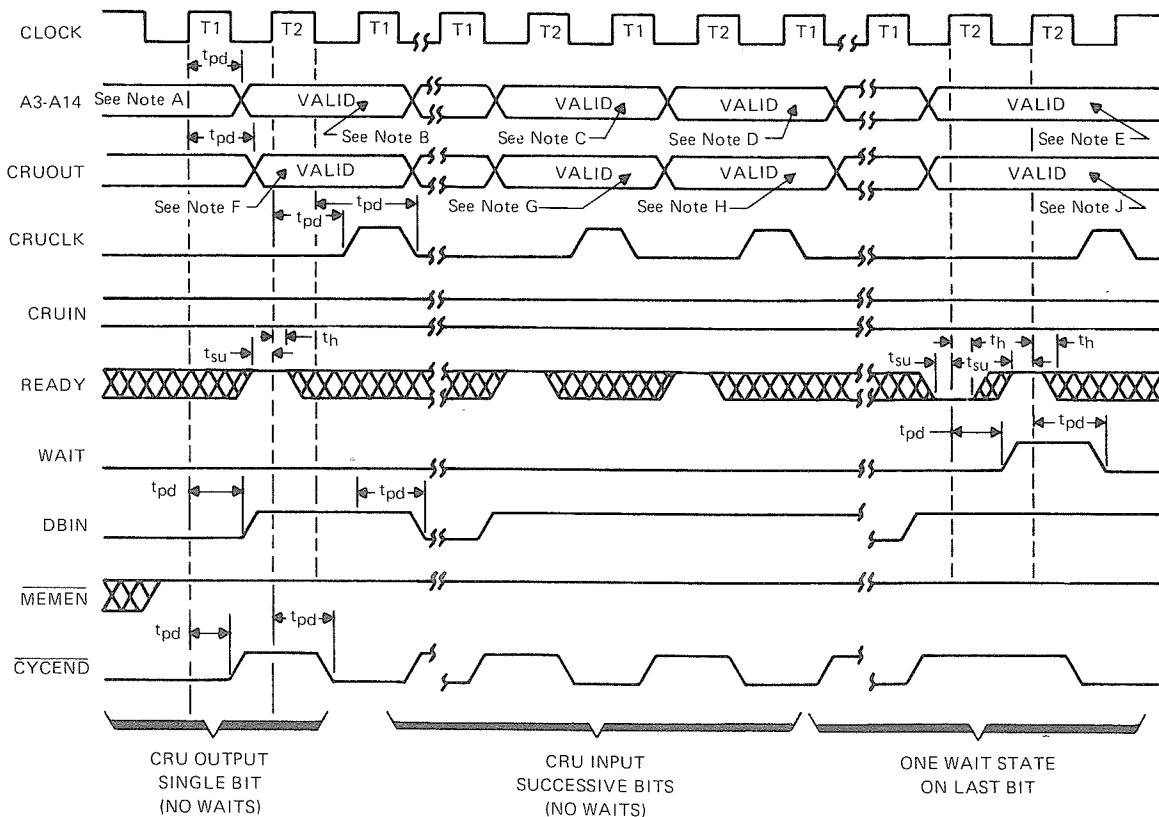 CLOCK T1 T2 T1 T1 T2 T1 T2 T1 T1 T2 T2
tpd
A3-A14 See Note A VALID VALID VALID VALID
See Note B See Note C See Note D See Note E
tpd
CRUOUT VALID VALID VALID VALID
See Note F See Note G See Note H See Note J
tpd tpd
CRUCLK
CRUIN
tsu th tsu tsu th th
READY
tpd tpd
WAIT
tpd tpd
DBIN
MEMEN
tpd tpd
CYCEND
CRU OUTPUT
SINGLE BIT
(NO WAITS)
CRU INPUT
SUCCESSIVE BITS
(NO WAITS)
ONE WAIT STATE
ON LAST BIT